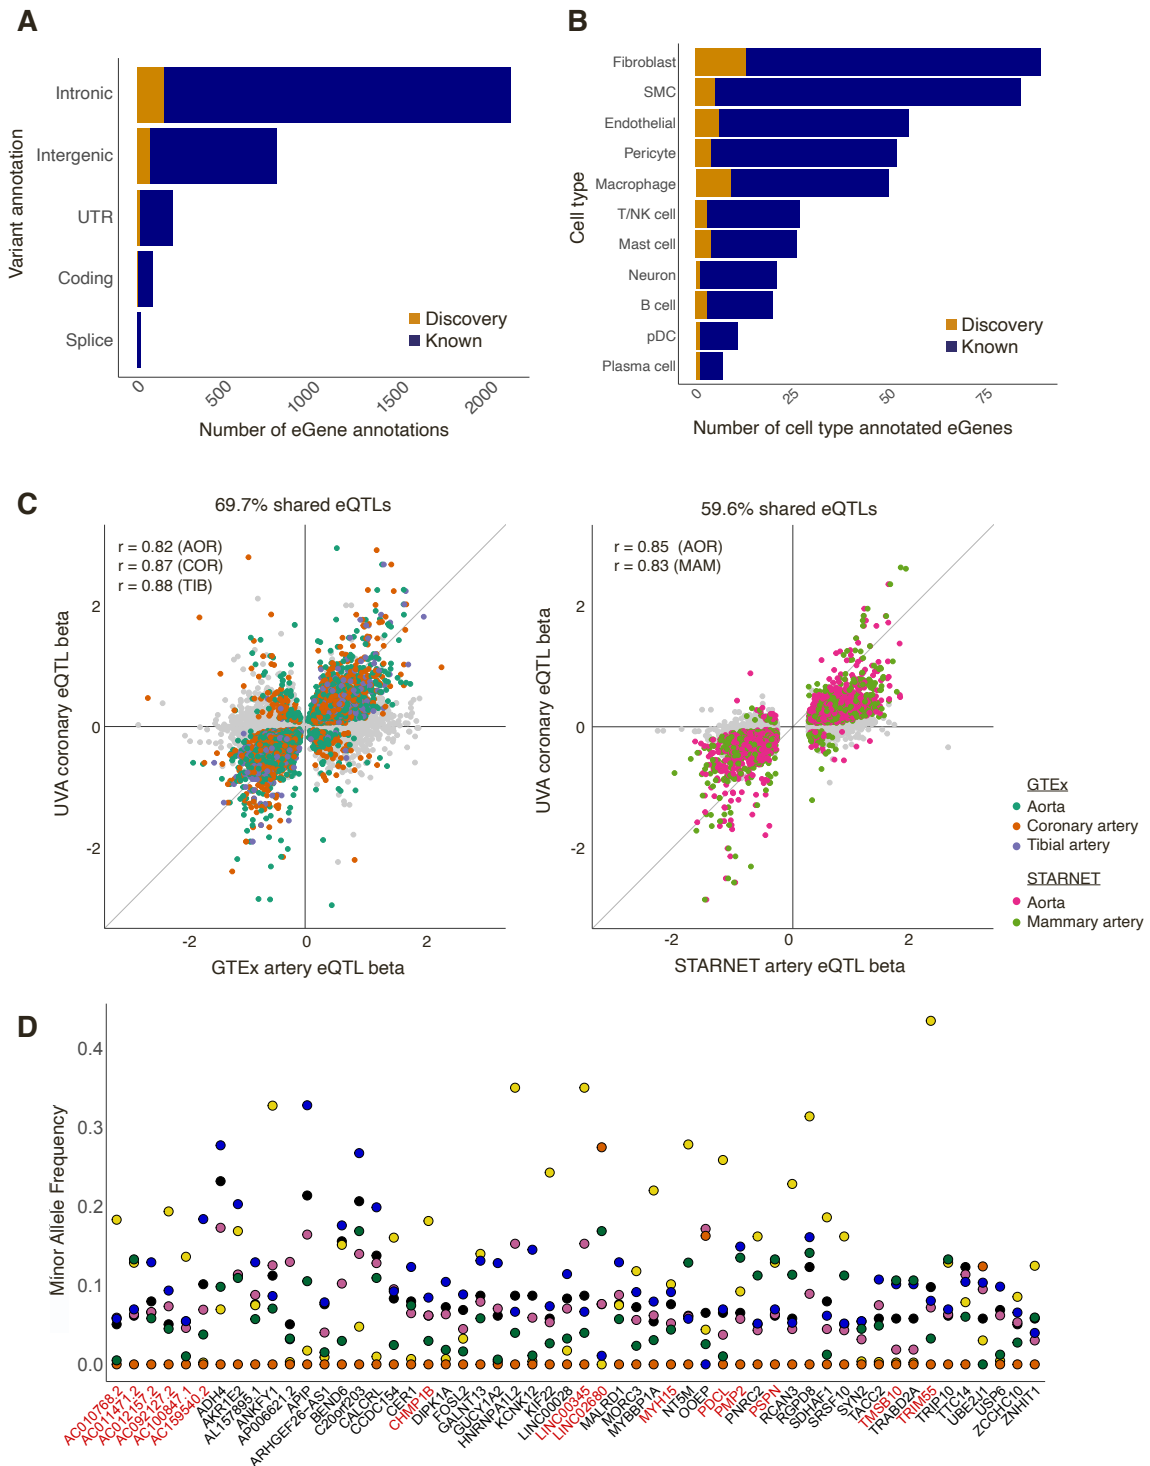 A
Variant annotation
Intronic
Intergenic
UTR
Coding
Splice
Discovery
Known
0
500
1000
1500
2000
Number of eGene annotations
B
Cell type
Fibroblast
SMC
Endothelial
Pericyte
Macrophage
T/NK cell
Mast cell
Neuron
B cell
pDC
Plasma cell
Discovery
Known
0
25
50
75
Number of cell type annotated eGenes
C
69.7% shared eQTLs
r = 0.82 (AOR)
r = 0.87 (COR)
r = 0.88 (TIB)
UVA coronary eQTL beta
2
0
-2
-2
0
2
GTEx artery eQTL beta
59.6% shared eQTLs
r = 0.85 (AOR)
r = 0.83 (MAM)
UVA coronary eQTL beta
2
0
-2
-2
0
2
STARNET artery eQTL beta
GTEx
Aorta
Coronary artery
Tibial artery
STARNET
Aorta
Mammary artery
D
Minor Allele Frequency
0.4
0.3
0.2
0.1
0.0
AC010768.2
AC011471.2
AC012157.2
AC092127.2
AC100847.1
AC159540.2
ADH4
AKR1E2
AL157895.1
ANKFY1
AP006621.2
APIP
ARHGEF26-AS1
BEND6
C20orf203
CALCRL
CCDC154
CER1
CHMP1B
DIPK1A
FOSL2
GALNT13
GUCY1A2
HNRNPA1L2
KCNK12
KIF22
LINC00028
LINC00345
LINC02680
MALRD1
MORC3
MYBBP1A
MYH15
NT5M
OOEP
PDCL
PMP2
PNRC2
PSPN
RCAN3
RGPD8
SDHAF1
SRSF10
SYN2
TACC2
TMSB10
TRABD2A
TRIM55
TRIP10
TTC14
UBE2L1
USP6
ZCCHC10
ZNHIT1